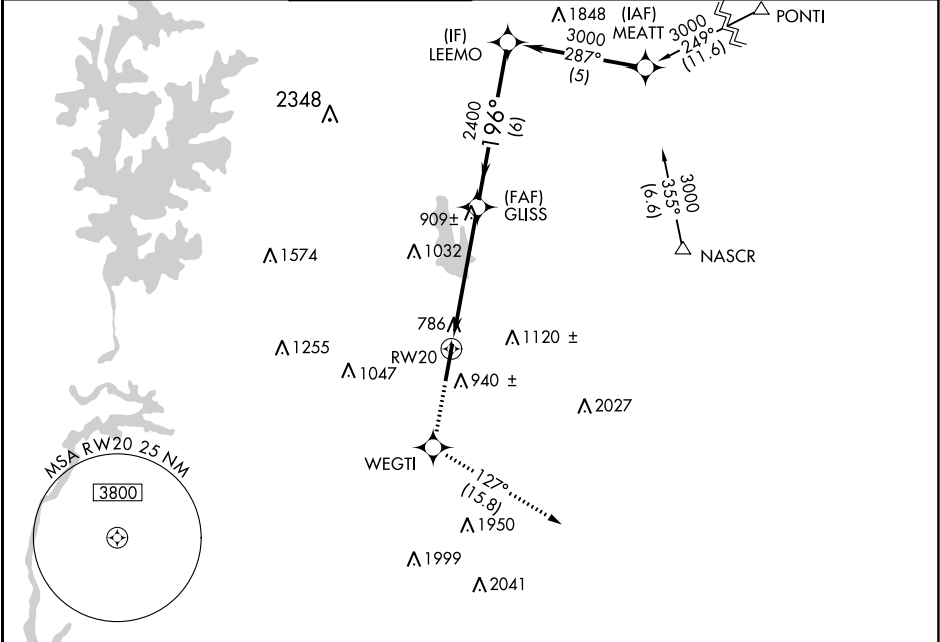 1848
(IAF)
MEATT
3000
249°
(11.6)
PONTI
(IF)
LEEMO
3000
287°
(5)
2348
2400
196°
(6)
3000
355°
(6.6)
NASCR
(FAF)
GLISS
909±
1032
1574
786
1120 ±
1255
RW20
1047
940 ±
2027
WEGTI
127°
(15.8)
MSA RW20 25 NM
3800
1950
1999
2041